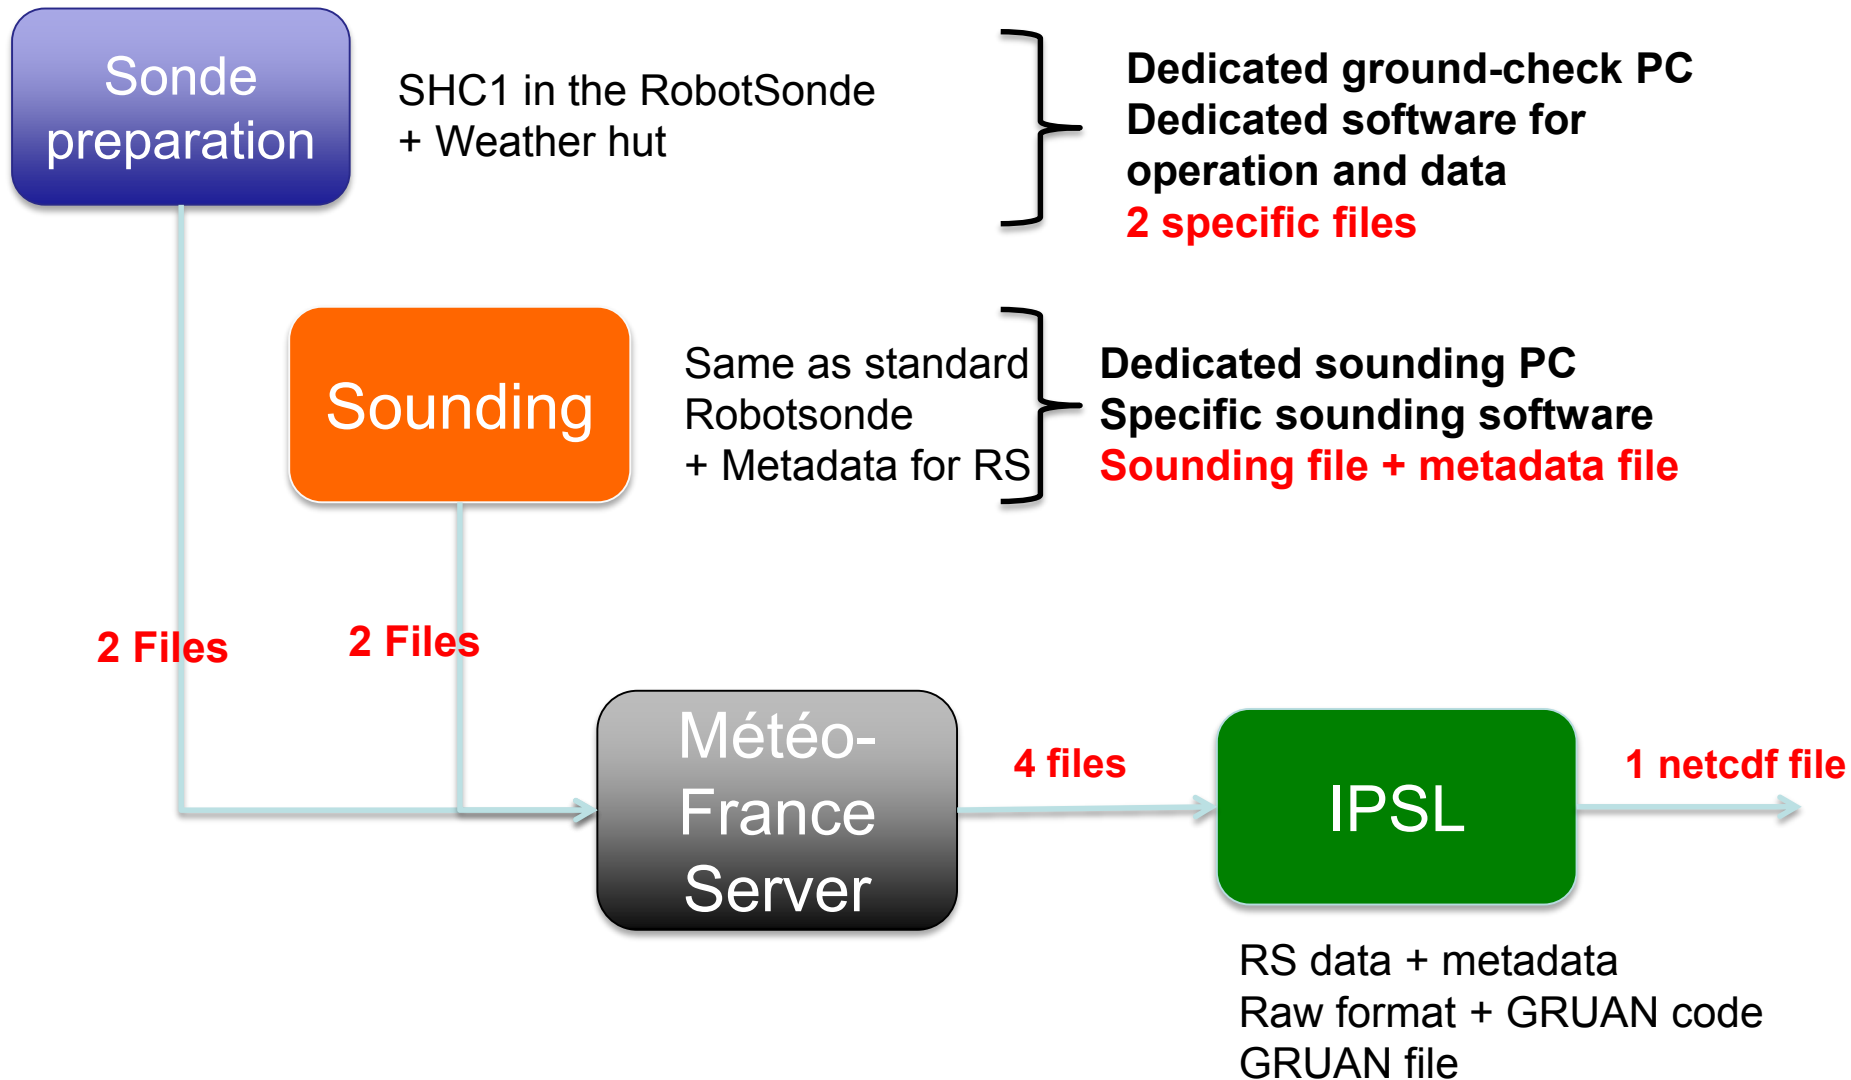 Sonde
preparation
SHC1 in the RobotSonde
+ Weather hut
Dedicated ground-check PC
Dedicated software for
operation and data
2 specific files
Sounding
Same as standard
Robotsonde
+ Metadata for RS
Dedicated sounding PC
Specific sounding software
Sounding file + metadata file
2 Files
2 Files
Météo-
France
Server
4 files
IPSL
1 netcdf file
RS data + metadata
Raw format + GRUAN code
GRUAN file